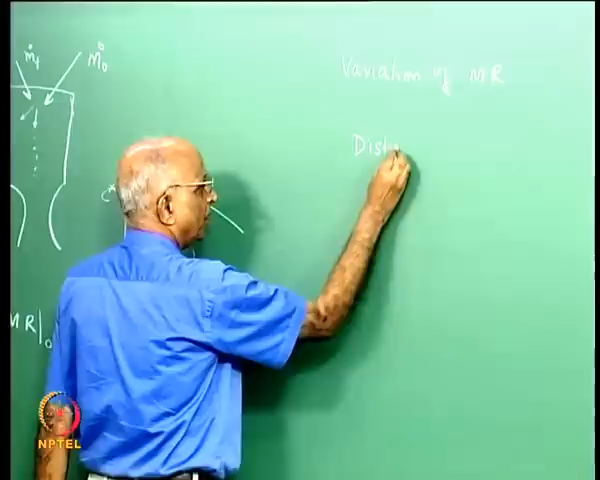 ṁf ṁo
Variation of MR
Dist
c*
MR|o
NPTEL